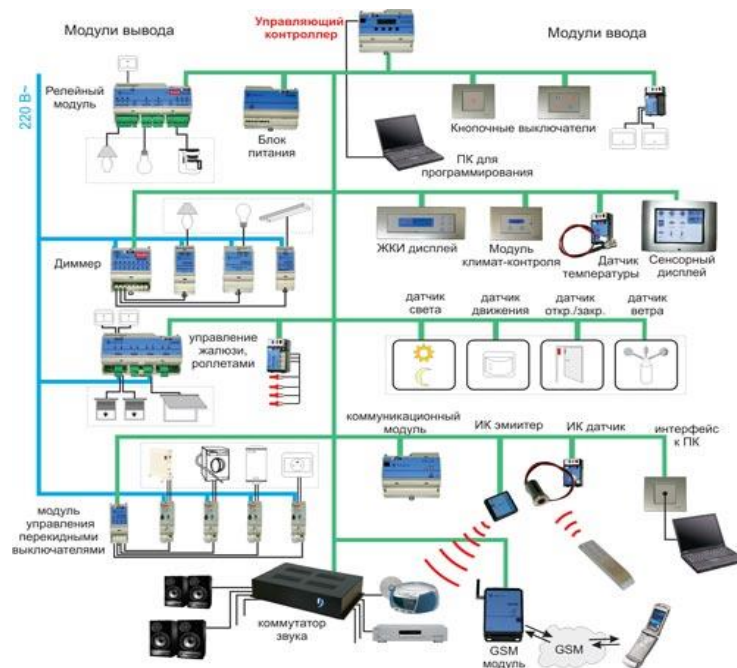 Модули вывода
Управляющий
контроллер
Модули ввода
220 В~
Релейный
модуль
Блок
питания
Кнопочные выключатели
ПК для
программирования
Диммер
ЖКИ дисплей
Модуль
климат-контроля
Датчик
температуры
Сенсорный
дисплей
управление
жалюзи,
роллетами
датчик
света
датчик
движения
датчик
откр./закр.
датчик
ветра
коммуникационный
модуль
ИК эмиттер
ИК датчик
интерфейс
к ПК
модуль
управления
перекидными
выключателями
коммутатор
звука
GSM
модуль
GSM